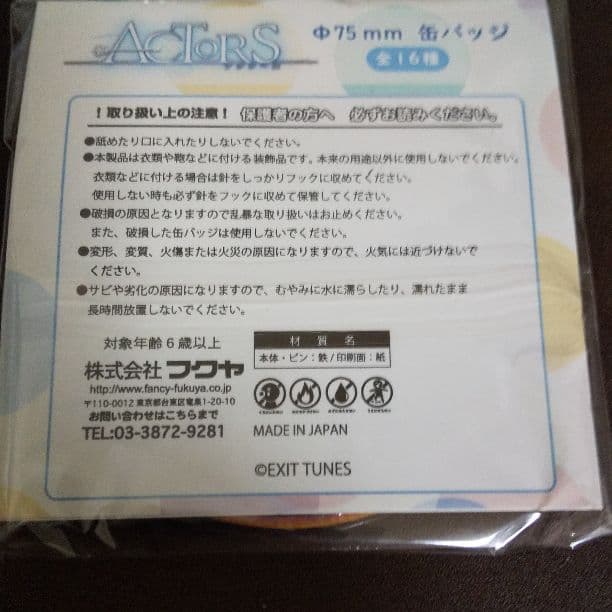 ACTORS
Φ75mm 缶バッジ
全16種
！取り扱い上の注意！ 保護者の方へ 必ずお読みください。
●舐めたり口に入れたりしないでください。
●本製品は衣類や鞄などに付ける装飾品です。本来の用途以外に使用しないでください。
衣類などに付ける場合は針をしっかりフックに収めてください。
使用しない時も必ず針をフックに収めて保管してください。
●破損の原因となりますので乱暴な取り扱いはお止めください。
また、破損した缶バッジは使用しないでください。
●変形、変質、火傷または火災の原因になりますので、火気には近づけないで
ください。
●サビや劣化の原因になりますので、むやみに水に濡らしたり、濡れたまま
長時間放置しないでください。
対象年齢6歳以上
株式会社 フクヤ
http://www.fancy-fukuya.co.jp
〒110-0012 東京都台東区竜泉1-20-10
お問い合わせはこちらまで
TEL:03-3872-9281
材質名
本体・ピン：鉄/印刷面：紙
MADE IN JAPAN
©EXIT TUNES